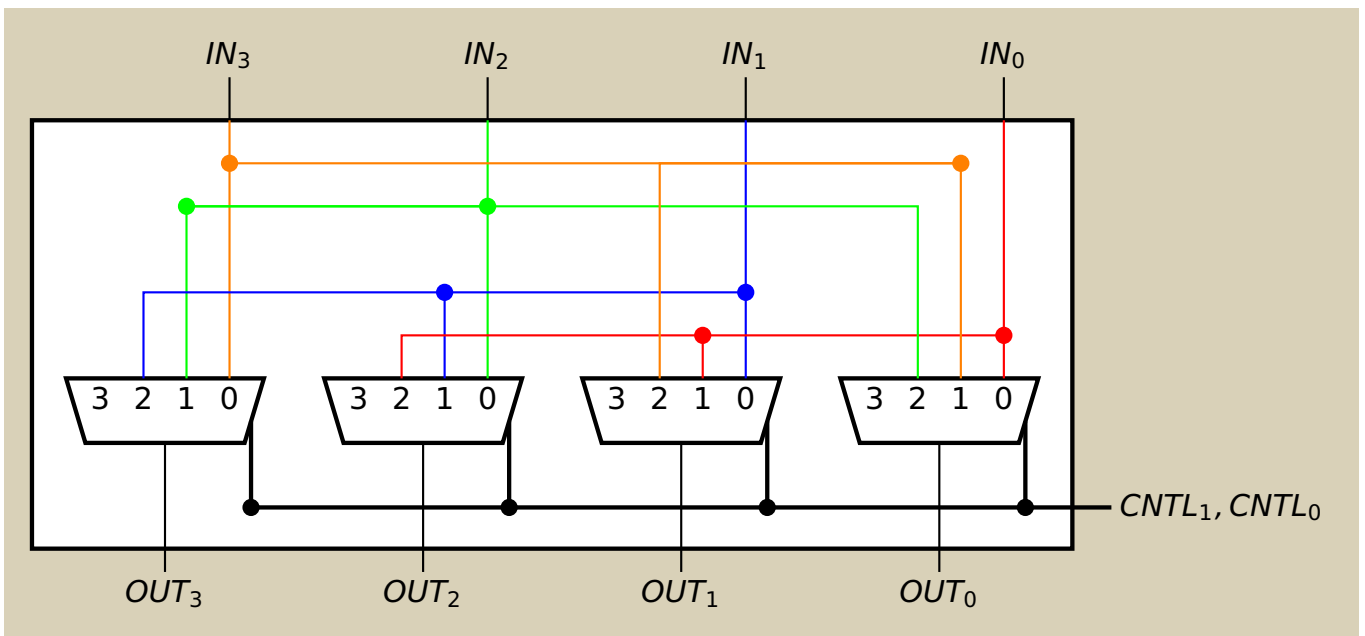 IN₃ IN₂ IN₁ IN₀
3 2 1 0 3 2 1 0 3 2 1 0 3 2 1 0
CNTL₁, CNTL₀
OUT₃ OUT₂ OUT₁ OUT₀